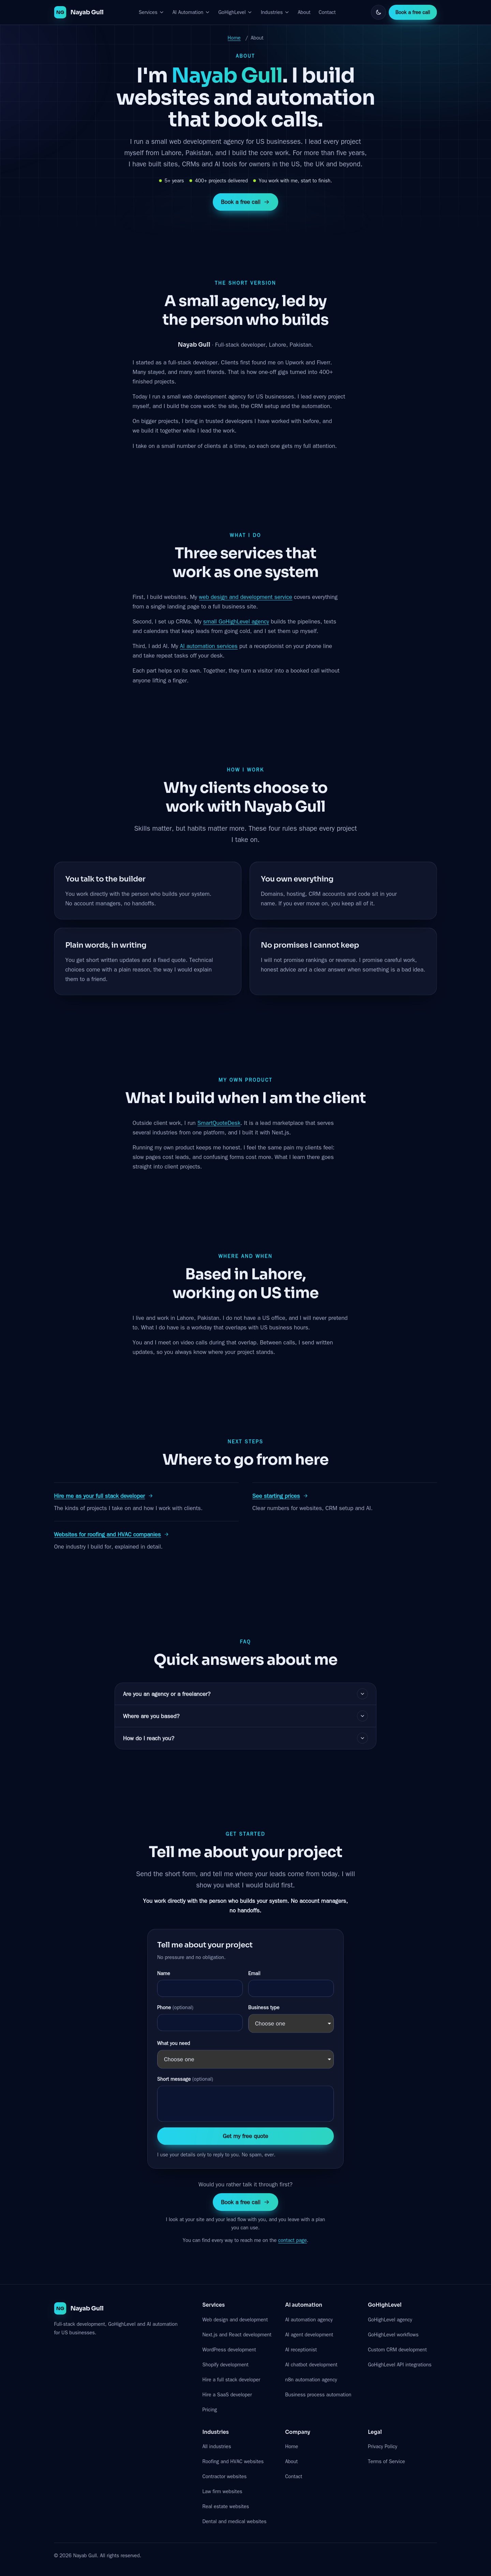 NG Nayab Gull Services AI Automation GoHighLevel Industries About Contact Book a free call
Home / About
ABOUT
I'm Nayab Gull. I build
websites and automation
that book calls.
I run a small web development agency for US businesses. I lead every project
myself from Lahore, Pakistan, and I build the core work. For more than five years,
I have built sites, CRMs and AI tools for owners in the US, the UK and beyond.
5+ years 400+ projects delivered You work with me, start to finish.
Book a free call
THE SHORT VERSION
A small agency, led by
the person who builds
Nayab Gull Full-stack developer, Lahore, Pakistan.
I started as a full-stack developer. Clients first found me on Upwork and Fiverr.
Many stayed, and many sent friends. That is how one-off gigs turned into 400+
finished projects.
Today I run a small web development agency for US businesses. I lead every project
myself, and I build the core work: the site, the CRM setup and the automation.
On bigger projects, I bring in trusted developers I have worked with before, and
we build it together while I lead the work.
I take on a small number of clients at a time, so each one gets my full attention.
WHAT I DO
Three services that
work as one system
First, I build websites. My web design and development service covers everything
from a single landing page to a full business site.
Second, I set up CRMs. My small GoHighLevel agency builds the pipelines, texts
and calendars that keep leads from going cold, and I set them up myself.
Third, I add AI. My AI automation services put a receptionist on your phone line
and take repeat tasks off your desk.
Each part helps on its own. Together, they turn a visitor into a booked call without
anyone lifting a finger.
HOW I WORK
Why clients choose to
work with Nayab Gull
Skills matter, but habits matter more. These four rules shape every project
I take on.
You talk to the builder
You work directly with the person who builds your system.
No account managers, no handoffs.
You own everything
Domains, hosting, CRM accounts and code sit in your
name. If you ever move on, you keep all of it.
Plain words, in writing
You get short written updates and a fixed quote. Technical
choices come with a plain reason, the way I would explain
them to a friend.
No promises I cannot keep
I will not promise rankings or revenue. I promise careful work,
honest advice and a clear answer when something is a bad idea.
MY OWN PRODUCT
What I build when I am the client
Outside client work, I run SmartQuoteDesk. It is a lead marketplace that serves
several industries from one platform, and I built it with Next.js.
Running my own product keeps me honest. I feel the same pain my clients feel:
slow pages cost leads, and confusing forms cost more. What I learn there goes
straight into client projects.
WHERE AND WHEN
Based in Lahore,
working on US time
I live and work in Lahore, Pakistan. I do not have a US office, and I will never pretend
to. What I do have is a workday that overlaps with US business hours.
You and I meet on video calls during that overlap. Between calls, I send written
updates, so you always know where your project stands.
NEXT STEPS
Where to go from here
Hire me as your full stack developer
The kinds of projects I take on and how I work with clients.
See starting prices
Clear numbers for websites, CRM setup and AI.
Websites for roofing and HVAC companies
One industry I build for, explained in detail.
FAQ
Quick answers about me
Are you an agency or a freelancer?
Where are you based?
How do I reach you?
GET STARTED
Tell me about your project
Send the short form, and tell me where your leads come from today. I will
show you what I would build first.
You work directly with the person who builds your system. No account managers,
no handoffs.
Tell me about your project
No pressure and no obligation.
Name Email
Phone (optional) Business type
Choose one
What you need
Choose one
Short message (optional)
Get my free quote
I use your details only to reply to you. No spam, ever.
Would you rather talk it through first?
Book a free call
I look at your site and your lead flow with you, and you leave with a plan
you can use.
You can find every way to reach me on the contact page.
NG Nayab Gull
Full-stack development, GoHighLevel and AI automation
for US businesses.
Services
Web design and development
Next.js and React development
WordPress development
Shopify development
Hire a full stack developer
Hire a SaaS developer
Pricing
AI automation
AI automation agency
AI agent development
AI receptionist
AI chatbot development
n8n automation agency
Business process automation
GoHighLevel
GoHighLevel agency
GoHighLevel workflows
Custom CRM development
GoHighLevel API integrations
Industries
All industries
Roofing and HVAC websites
Contractor websites
Law firm websites
Real estate websites
Dental and medical websites
Company
Home
About
Contact
Legal
Privacy Policy
Terms of Service
© 2026 Nayab Gull. All rights reserved.